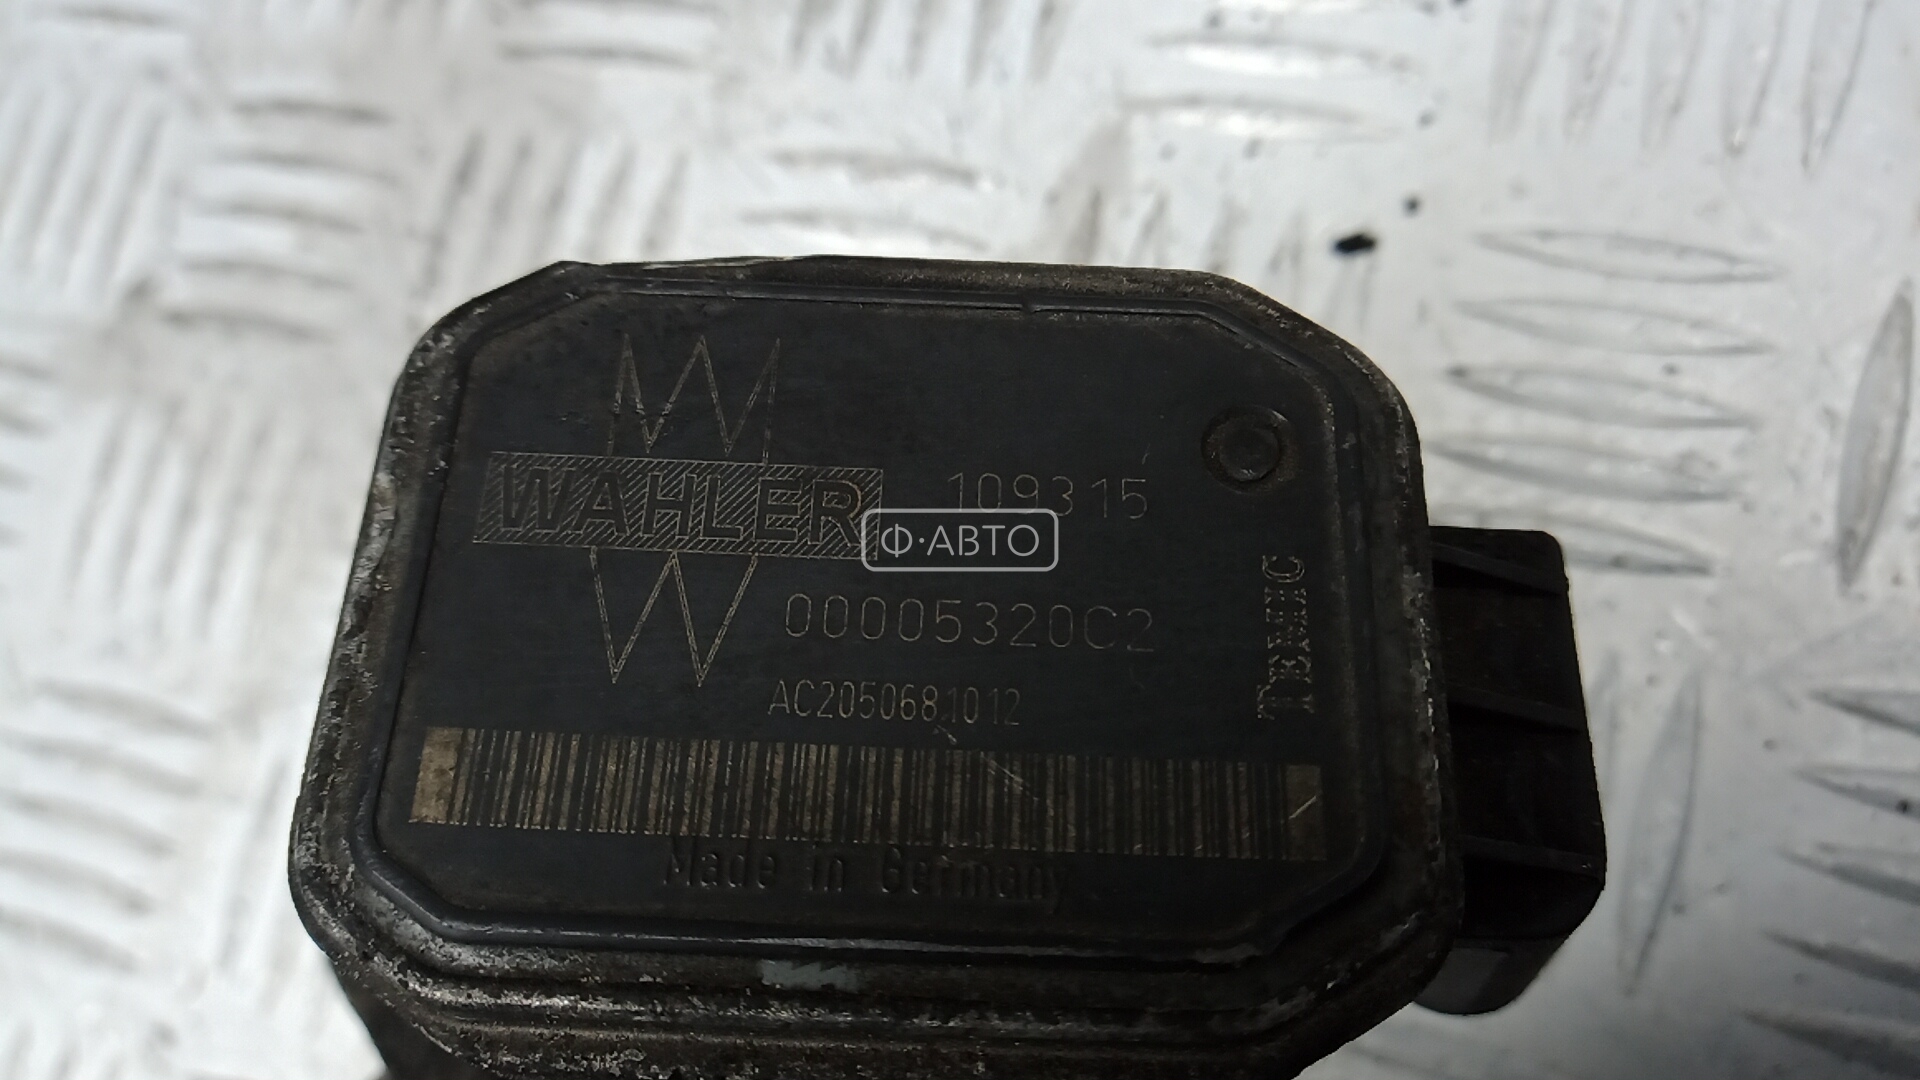 WAHLER 109315
Ф·АВТО
00005320C2
AC2050681012
TEMIC
Made in Germany